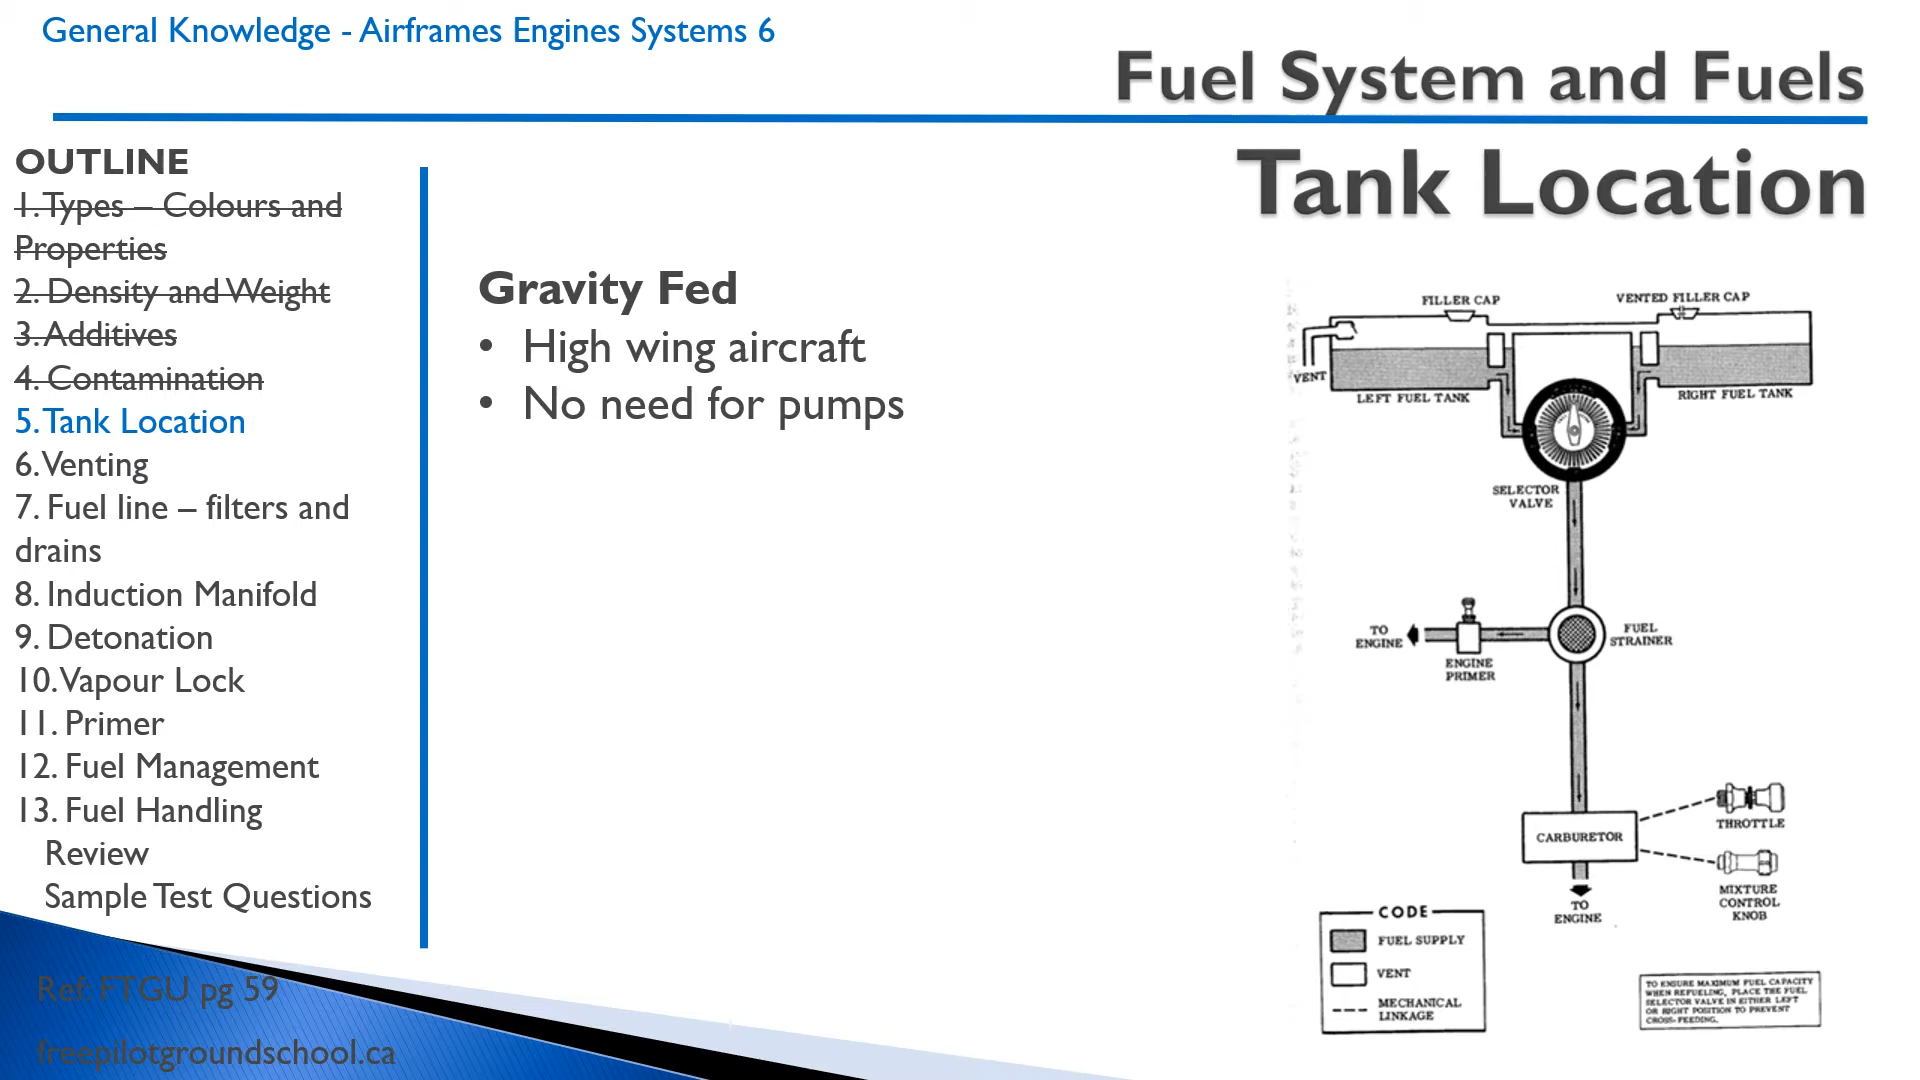 General Knowledge - Airframes Engines Systems 6
Fuel System and Fuels
Tank Location
OUTLINE
1. Types – Colours and
Properties
2. Density and Weight
3. Additives
4. Contamination
5. Tank Location
6. Venting
7. Fuel line – filters and
drains
8. Induction Manifold
9. Detonation
10. Vapour Lock
11. Primer
12. Fuel Management
13. Fuel Handling
Review
Sample Test Questions
Ref: FTGU pg 59
freepilotgroundschool.ca
Gravity Fed
• High wing aircraft
• No need for pumps
FILLER CAP
VENTED FILLER CAP
VENT
LEFT FUEL TANK
RIGHT FUEL TANK
SELECTOR
VALVE
TO
ENGINE
ENGINE
PRIMER
FUEL
STRAINER
CARBURETOR
THROTTLE
MIXTURE
CONTROL
KNOB
TO
ENGINE
CODE
FUEL SUPPLY
VENT
MECHANICAL
LINKAGE
TO ENSURE MAXIMUM FUEL CAPACITY
WHEN REFUELING, PLACE THE FUEL
SELECTOR VALVE IN EITHER LEFT
OR RIGHT POSITION TO PREVENT
CROSS-FEEDING.